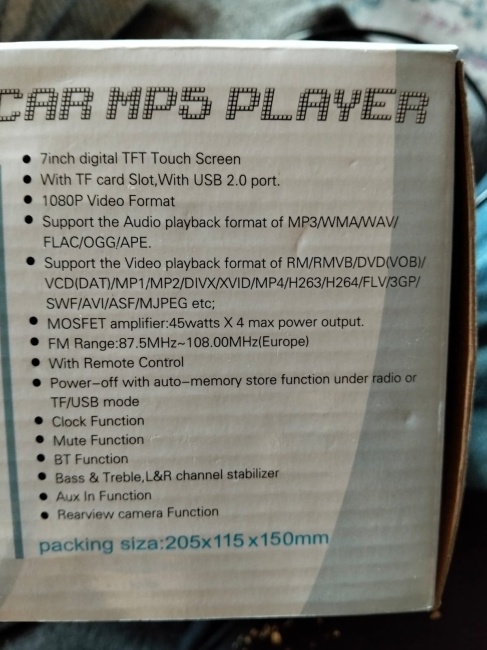 CAR MP5 PLAYER
• 7inch digital TFT Touch Screen
• With TF card Slot,With USB 2.0 port.
• 1080P Video Format
• Support the Audio playback format of MP3/WMA/WAV/
FLAC/OGG/APE.
• Support the Video playback format of RM/RMVB/DVD(VOB)/
VCD(DAT)/MP1/MP2/DIVX/XVID/MP4/H263/H264/FLV/3GP/
SWF/AVI/ASF/MJPEG etc;
• MOSFET amplifier:45watts X 4 max power output.
• FM Range:87.5MHz~108.00MHz(Europe)
• With Remote Control
• Power-off with auto-memory store function under radio or
TF/USB mode
• Clock Function
• Mute Function
• BT Function
• Bass & Treble,L&R channel stabilizer
• Aux In Function
• Rearview camera Function
packing siza:205x115x150mm